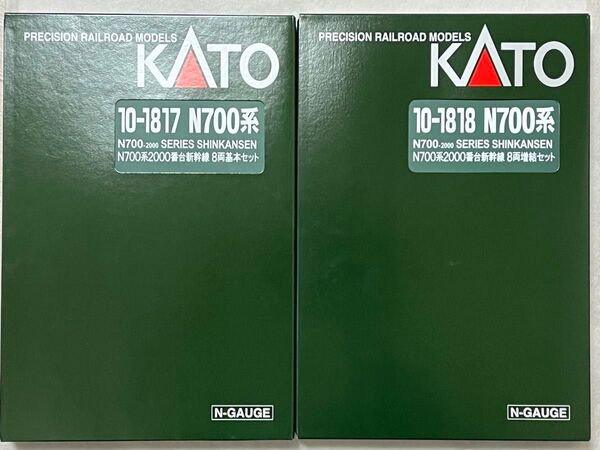 PRECISION RAILROAD MODELS
KATO
10-1817 N700系
N700-2000 SERIES SHINKANSEN
N700系2000番台新幹線 8両基本セット
N-GAUGE
PRECISION RAILROAD MODELS
KATO
10-1818 N700系
N700-2000 SERIES SHINKANSEN
N700系2000番台新幹線 8両増結セット
N-GAUGE